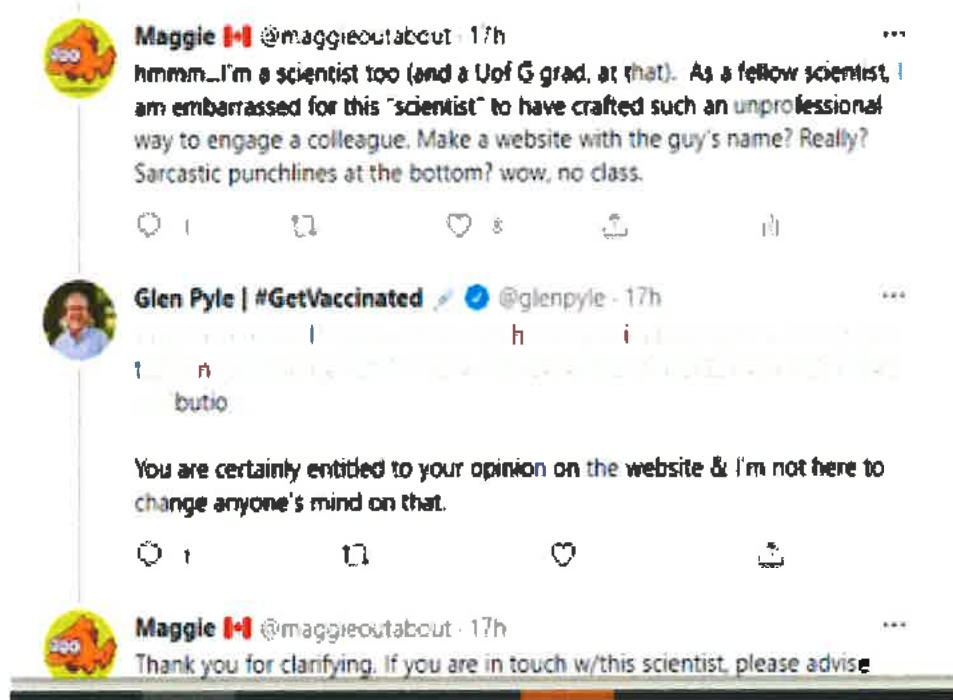 Maggie @maggieoutabout · 17h
hmmm...I'm a scientist too (and a Uof G grad, at that). As a fellow scientist, I
am embarrassed for this "scientist" to have crafted such an unprofessional
way to engage a colleague. Make a website with the guy's name? Really?
Sarcastic punchlines at the bottom? wow, no class.
1 8
Glen Pyle | #GetVaccinated @glenpyle · 17h
l h i
t n
butio
You are certainly entitled to your opinion on the website & I'm not here to
change anyone's mind on that.
1
Maggie @maggieoutabout · 17h
Thank you for clarifying. If you are in touch w/this scientist, please advise